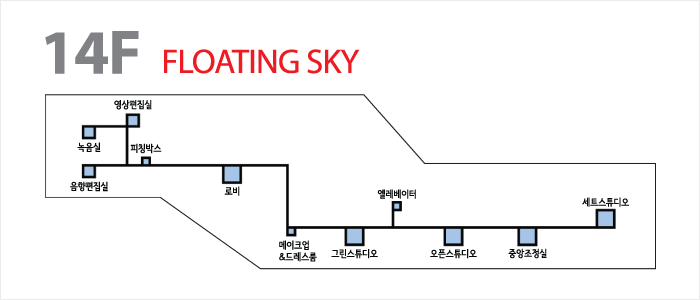 14F FLOATING SKY
영상편집실
녹음실
피칭박스
음향편집실
로비
엘레베이터
세트스튜디오
메이크업
&드레스룸
그린스튜디오
오픈스튜디오
중앙조정실